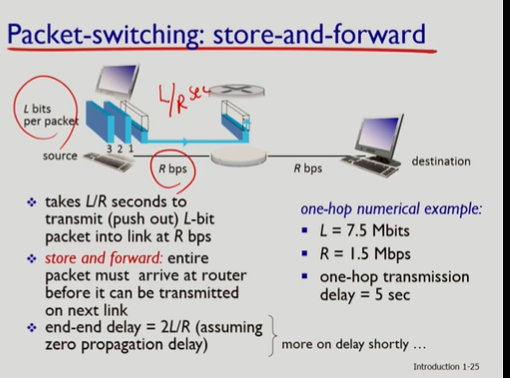 Packet-switching: store-and-forward
L/R sec
L bits
per packet
3 2 1
source
R bps
R bps
destination
❖ takes L/R seconds to
transmit (push out) L-bit
packet into link at R bps
❖ store and forward: entire
packet must arrive at router
before it can be transmitted
on next link
❖ end-end delay = 2L/R (assuming
zero propagation delay)
one-hop numerical example:
▪ L = 7.5 Mbits
▪ R = 1.5 Mbps
▪ one-hop transmission
delay = 5 sec
more on delay shortly …
Introduction 1-25